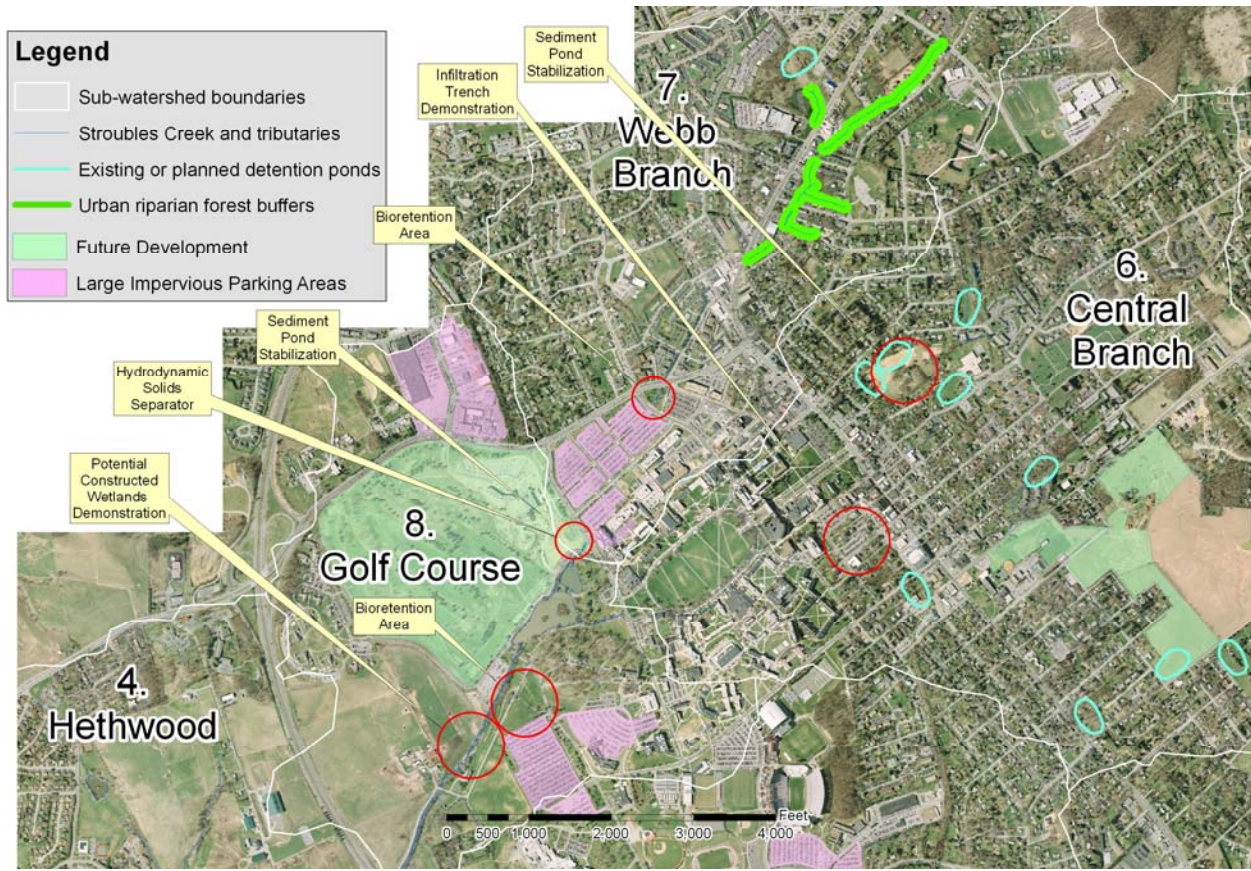 Legend
Sub-watershed boundaries
Stroubles Creek and tributaries
Existing or planned detention ponds
Urban riparian forest buffers
Future Development
Large Impervious Parking Areas
Sediment
Pond
Stabilization
Infiltration
Trench
Demonstration
7.
Webb
Branch
Bioretention
Area
6.
Central
Branch
Sediment
Pond
Stabilization
Hydrodynamic
Solids
Separator
Potential
Constructed
Wetlands
Demonstration
8.
Golf Course
Bioretention
Area
4.
Hethwood
Feet
0 500 1,000 2,000 3,000 4,000